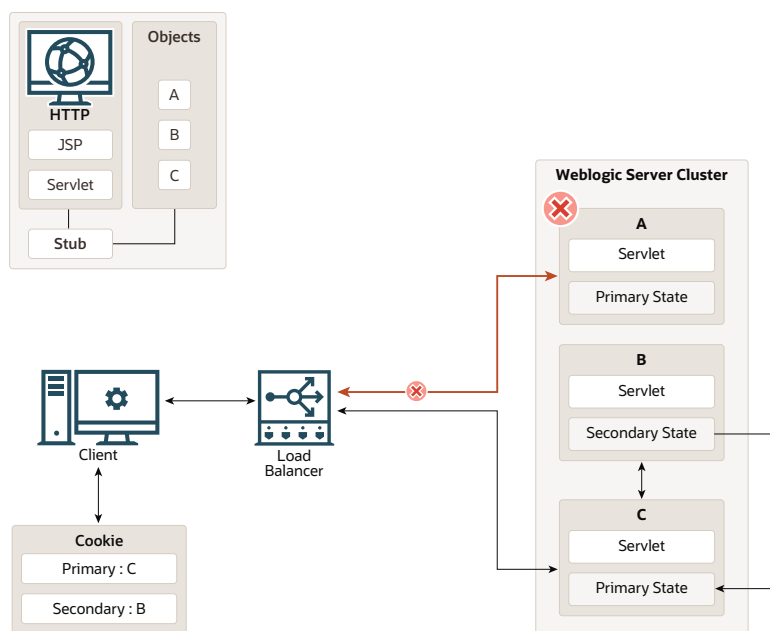 HTTP
JSP
Servlet
Stub
Objects
A
B
C
Weblogic Server Cluster
A
Servlet
Primary State
B
Servlet
Secondary State
C
Servlet
Primary State
Client
Load
Balancer
Cookie
Primary : C
Secondary : B